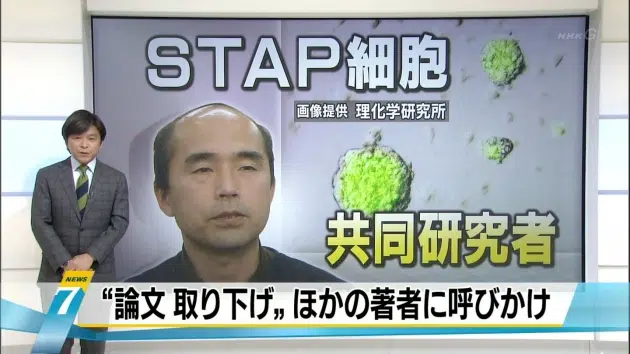 NHK G
STAP細胞
画像提供 理化学研究所
共同研究者
NEWS
7
“論文 取り下げ„ ほかの著者に呼びかけ